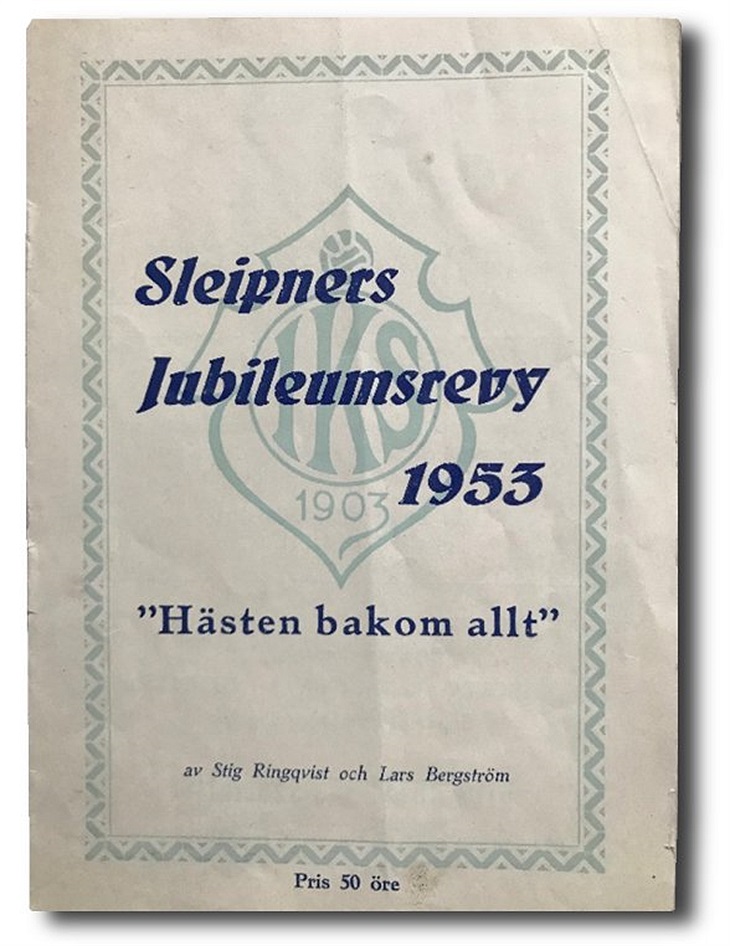 Sleipners
IKS
Jubileumsrevy
1903
1953
”Hästen bakom allt”
av Stig Ringqvist och Lars Bergström
Pris 50 öre